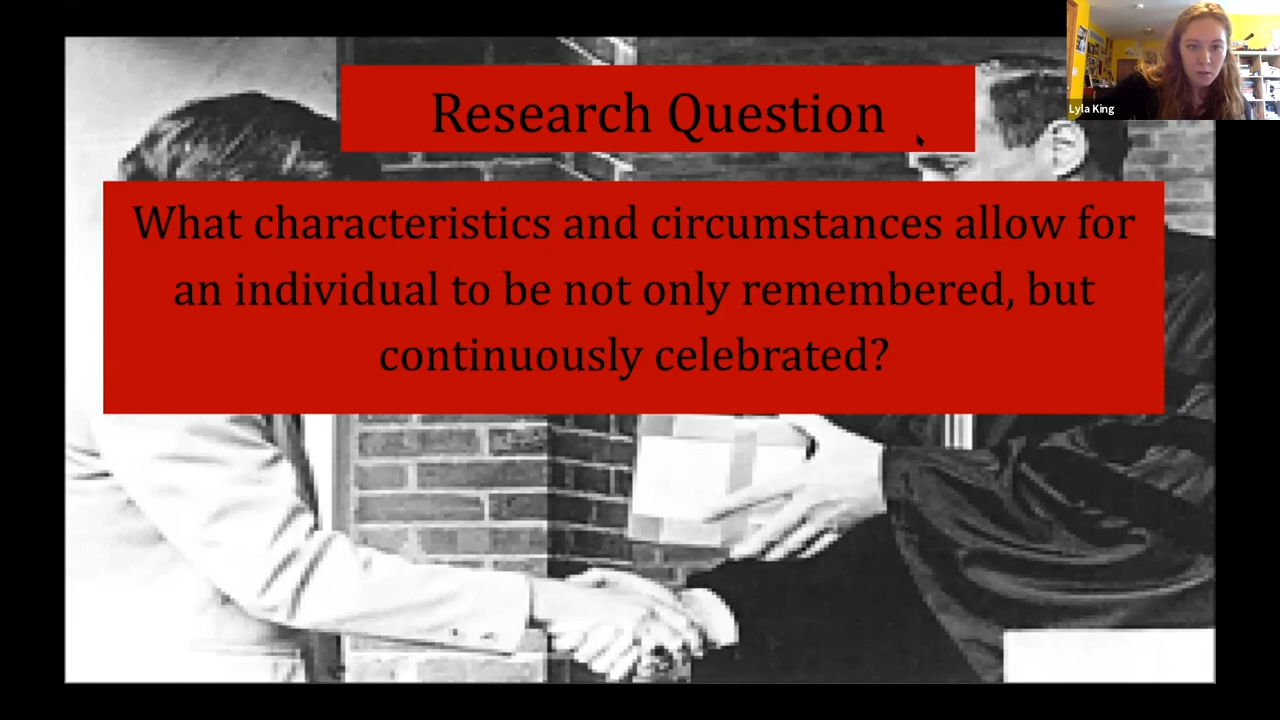 Research Question
Lyla King
What characteristics and circumstances allow for
an individual to be not only remembered, but
continuously celebrated?